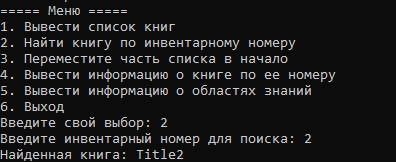 ===== Меню =====
1. Вывести список книг
2. Найти книгу по инвентарному номеру
3. Переместите часть списка в начало
4. Вывести информацию о книге по ее номеру
5. Вывести информацию о областях знаний
6. Выход
Введите свой выбор: 2
Введите инвентарный номер для поиска: 2
Найденная книга: Title2